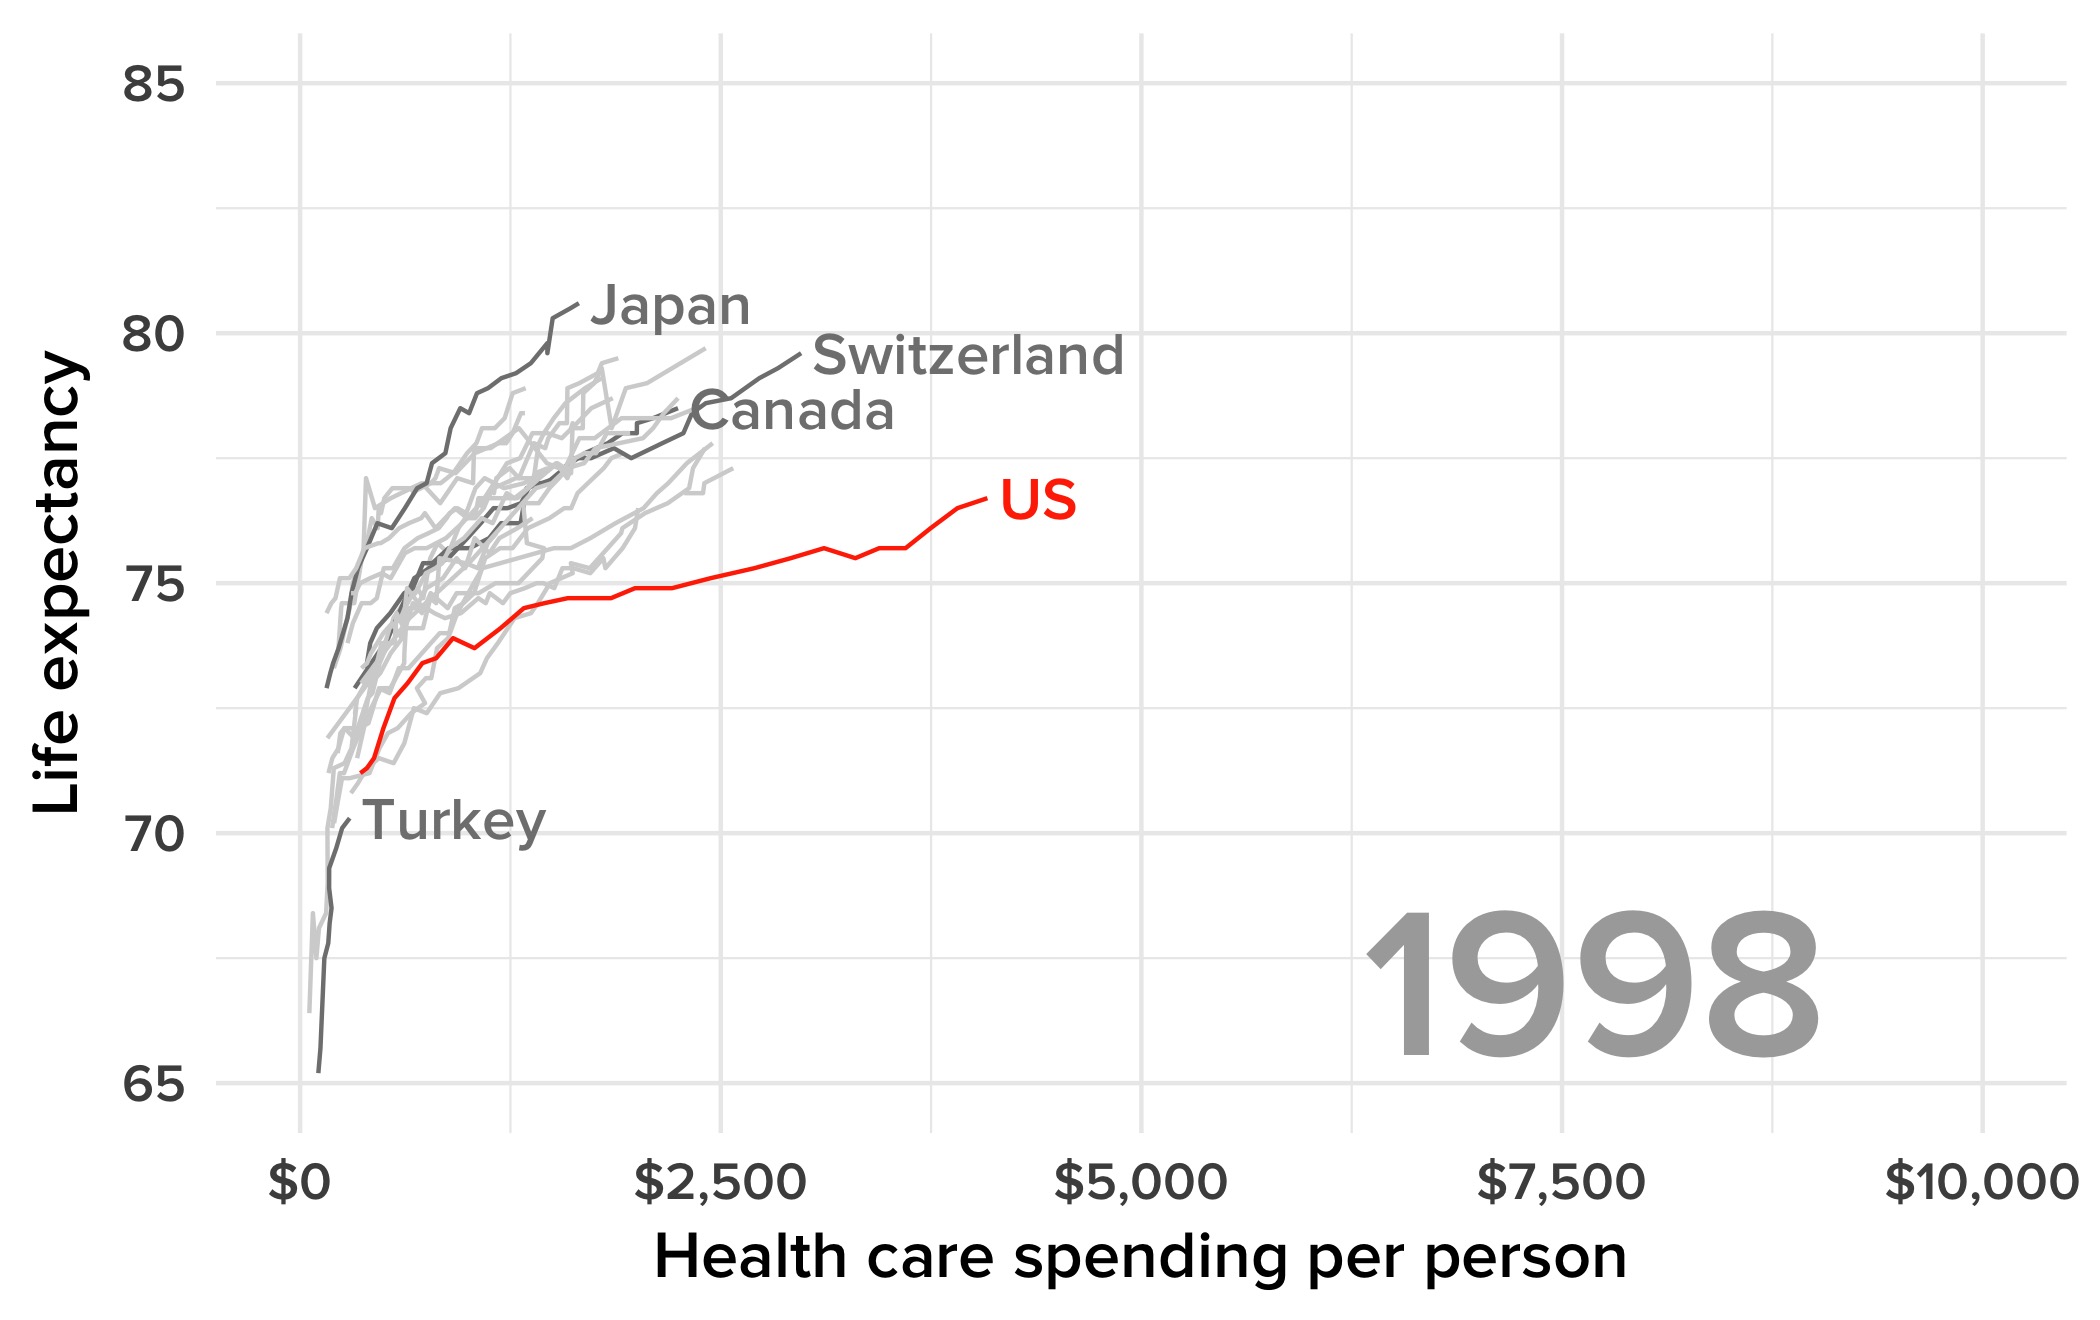 85
80
75
70
65
Life expectancy
Japan
Switzerland
Canada
US
Turkey
1998
$0 $2,500 $5,000 $7,500 $10,000
Health care spending per person